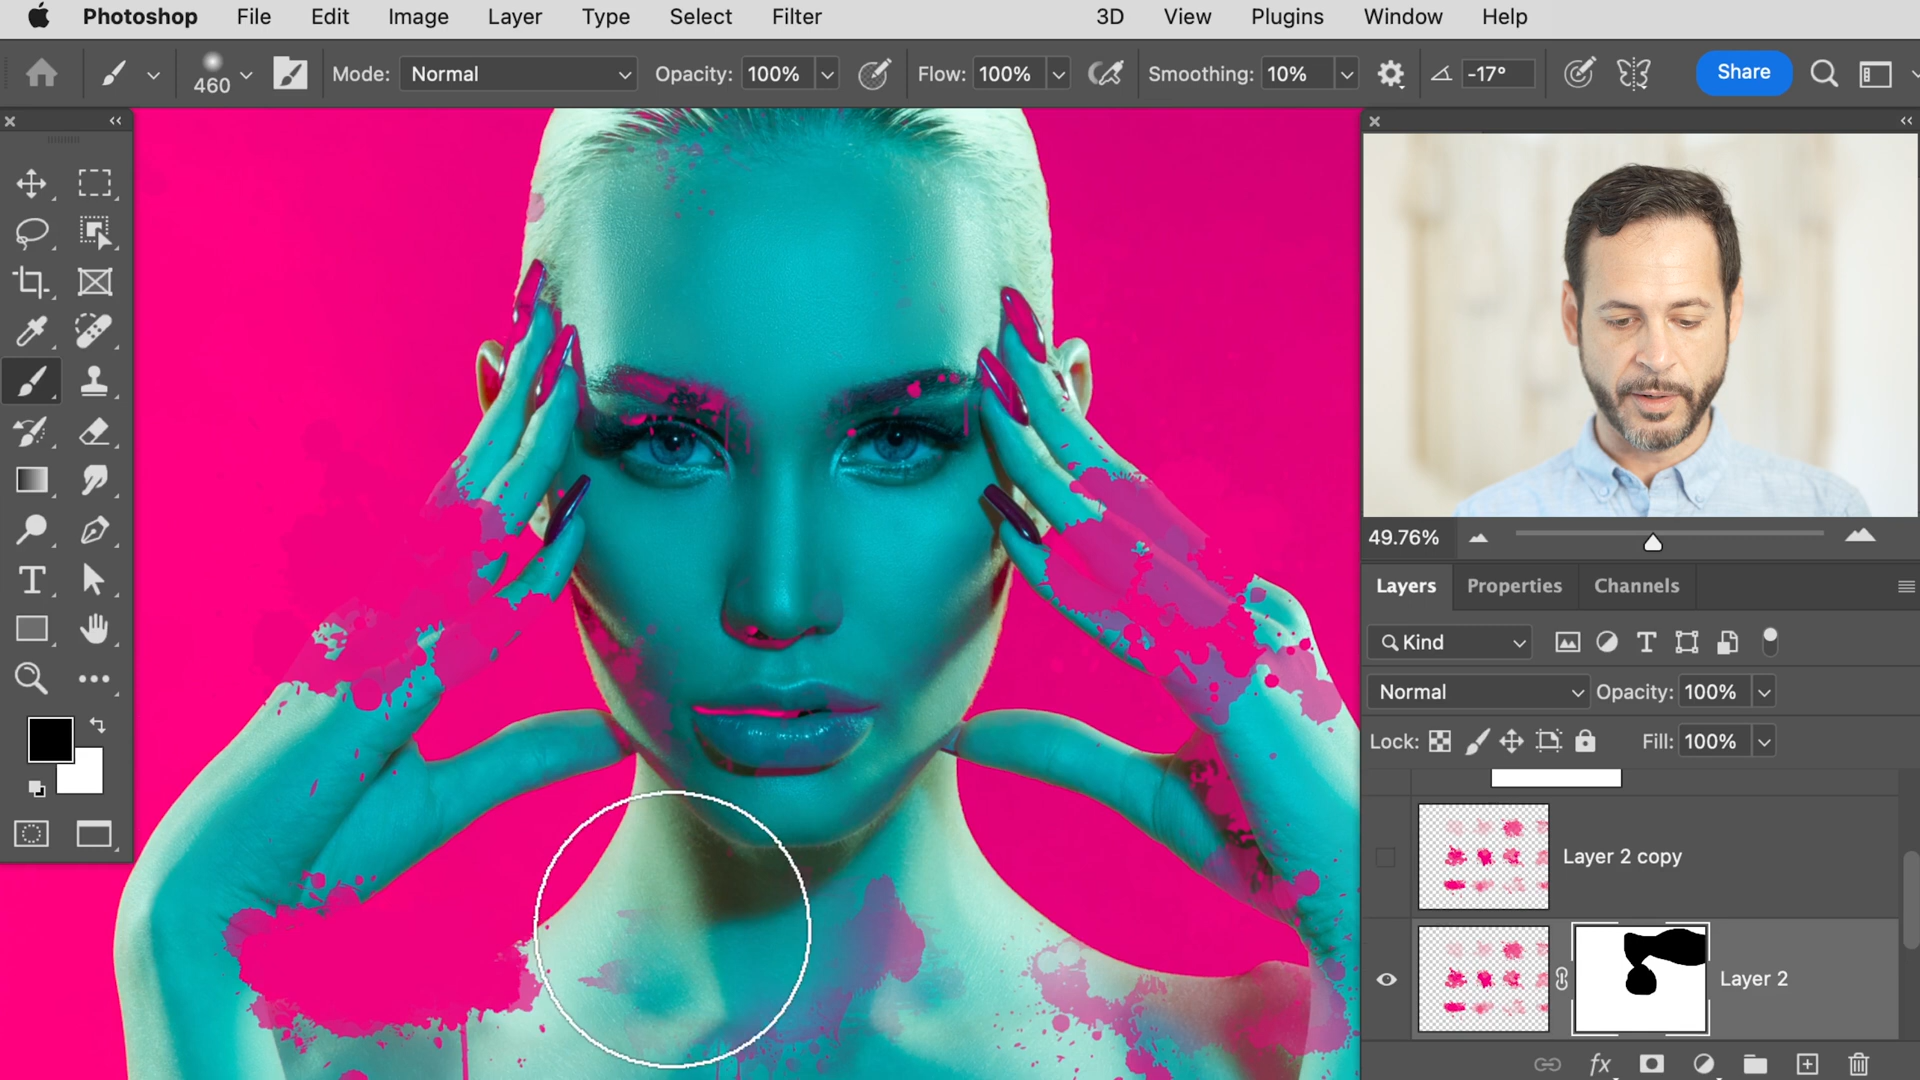 Photoshop File Edit Image Layer Type Select Filter 3D View Plugins Window Help
460 Mode: Normal Opacity: 100% Flow: 100% Smoothing: 10% -17° Share
49.76%
Layers Properties Channels
Kind
Normal Opacity: 100%
Lock: Fill: 100%
Layer 2 copy
Layer 2
fx